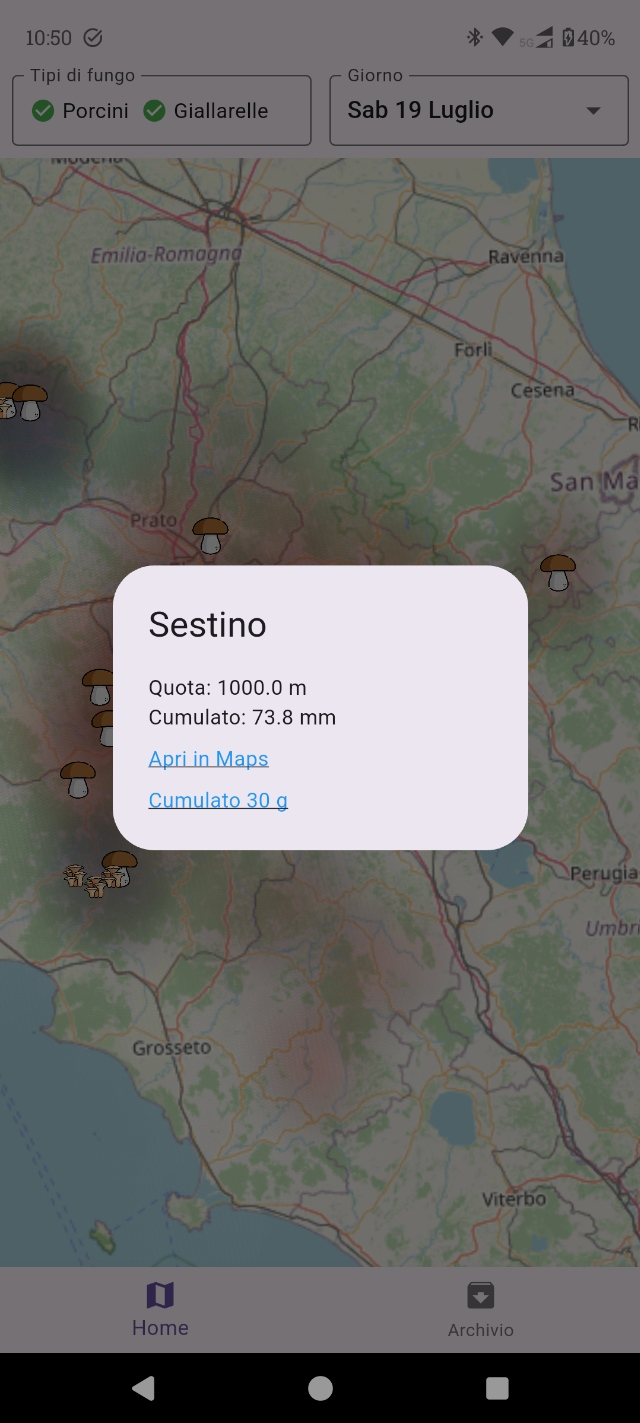 10:50
5G
40%
Tipi di fungo
Porcini Giallarelle
Giorno
Sab 19 Luglio
Modena
Emilia-Romagna
Ravenna
Forlì
Cesena
San Ma
Prato
Sestino
Quota: 1000.0 m
Cumulato: 73.8 mm
Apri in Maps
Cumulato 30 g
Perugia
Umbri
Grosseto
Viterbo
Home
Archivio